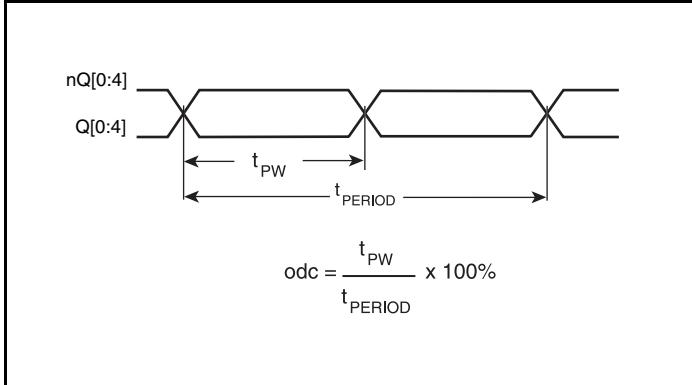 nQ[0:4]
Q[0:4]
tPW
tPERIOD
tPW
odc = x 100%
tPERIOD